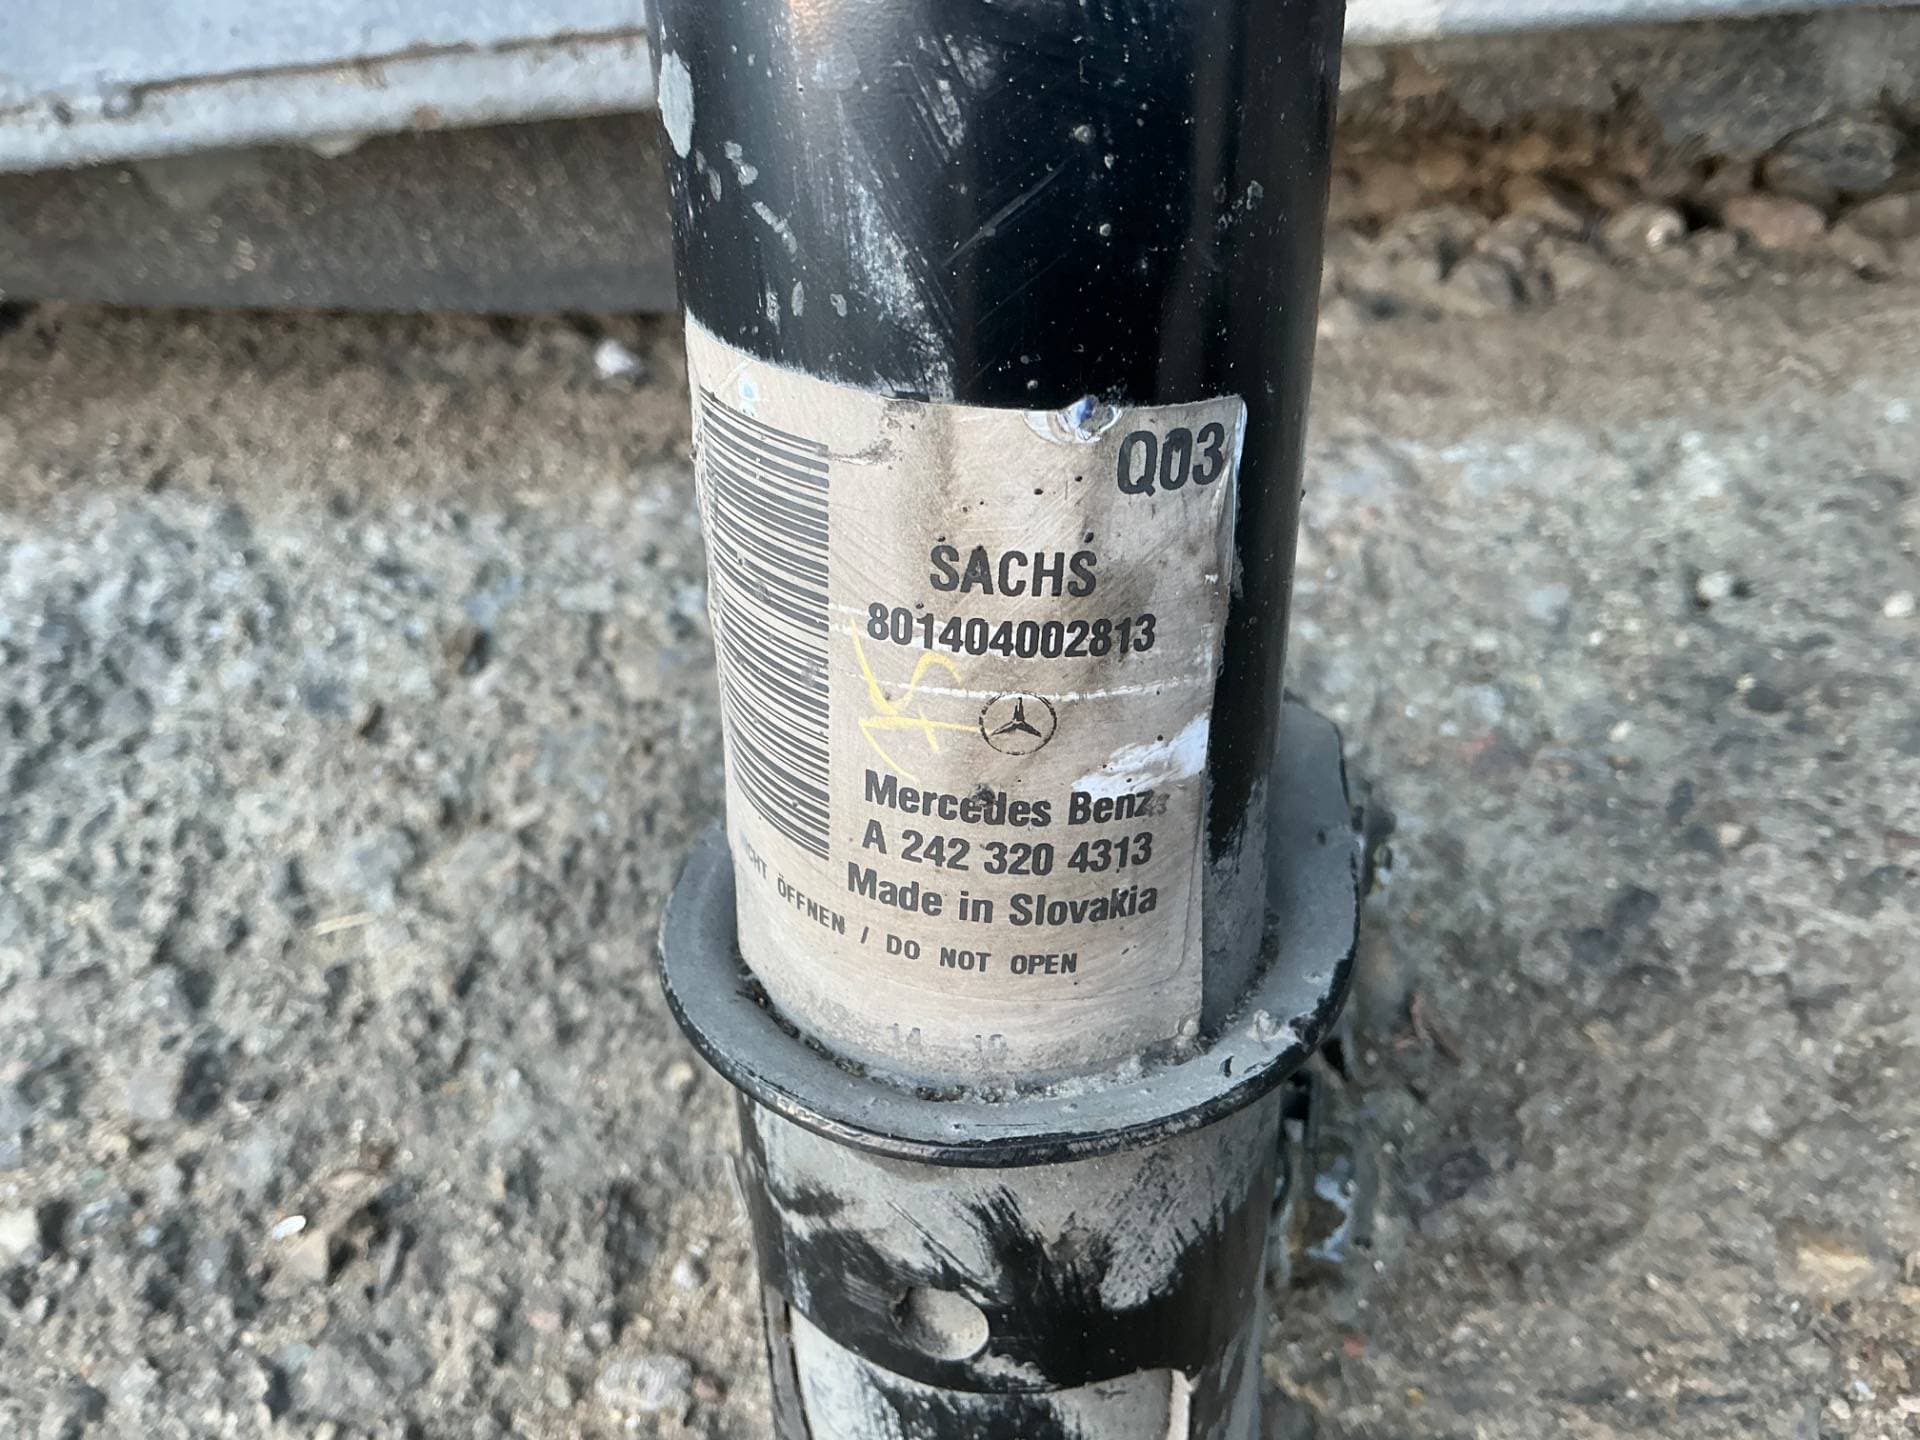 Q03
SACHS
801404002813
Mercedes Benz
A 242 320 4313
Made in Slovakia
ÖFFNEN / DO NOT OPEN